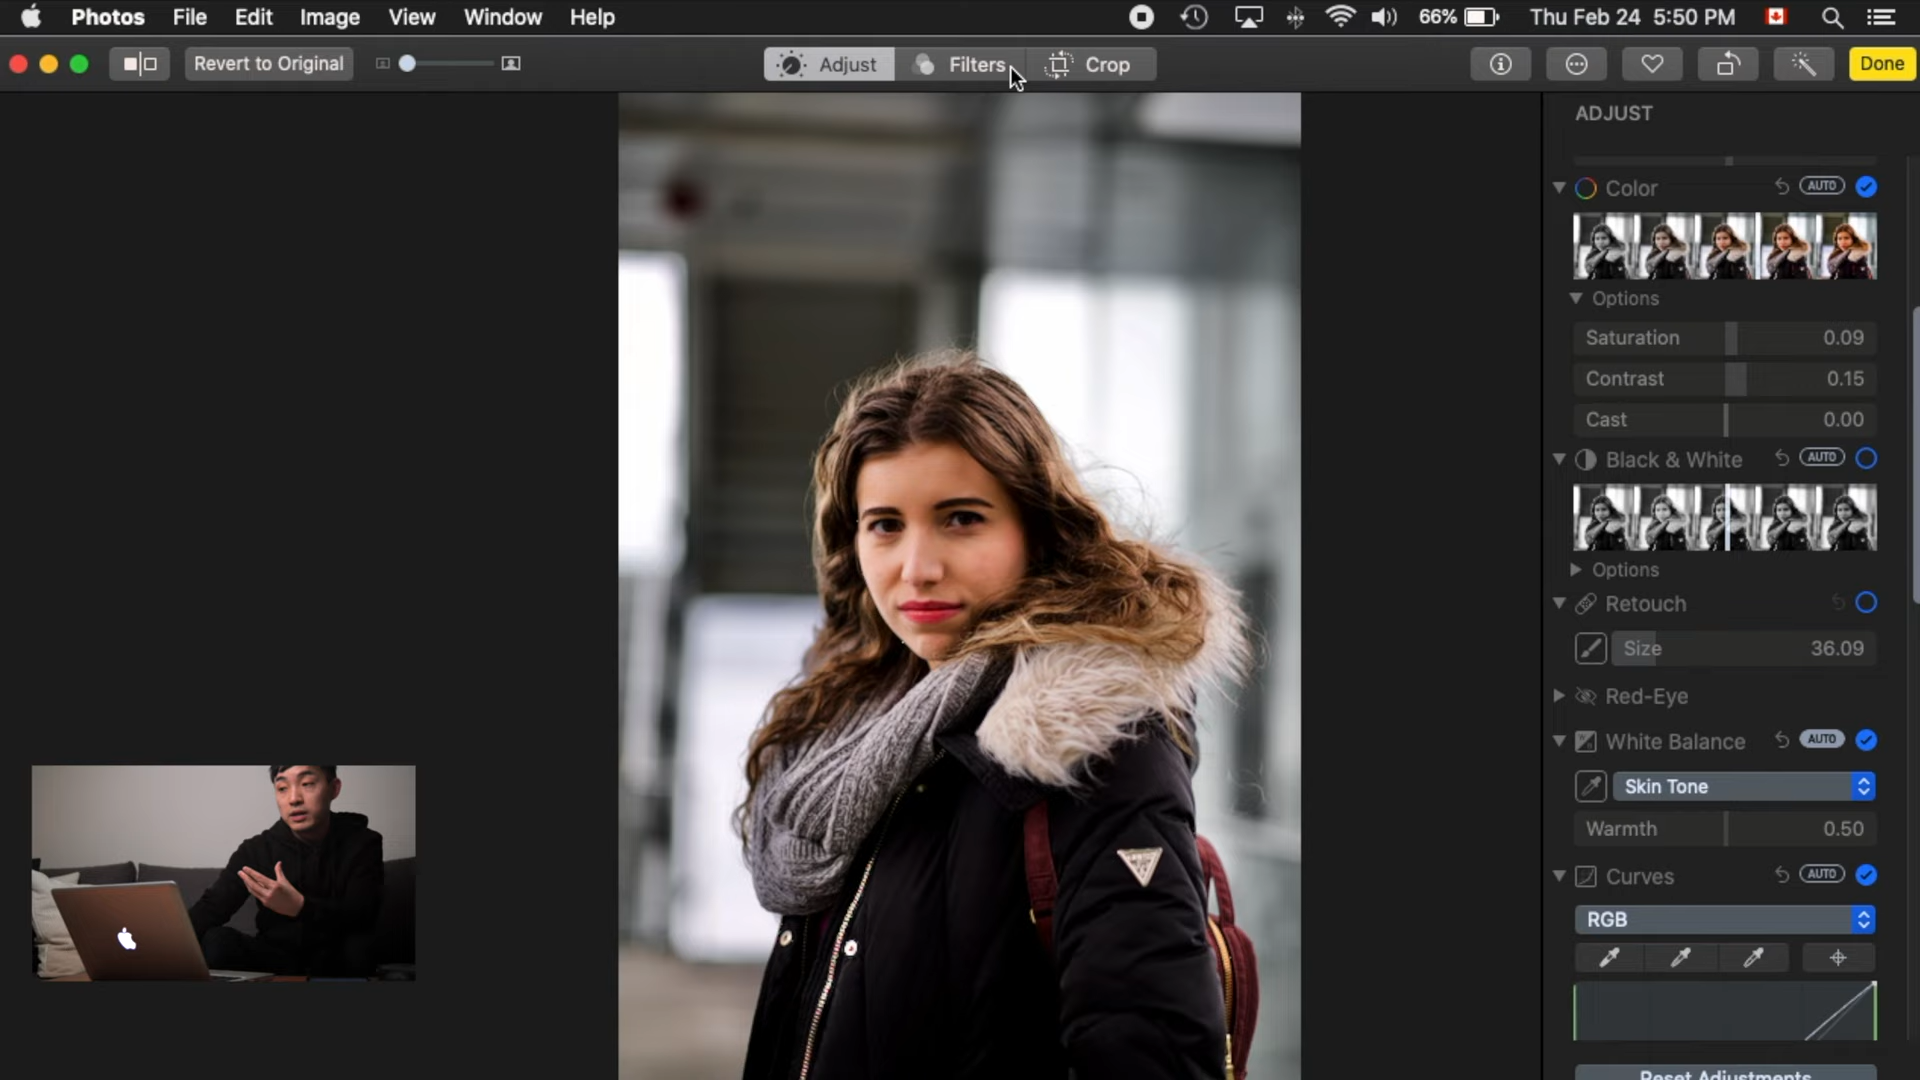 Photos File Edit Image View Window Help 66% Thu Feb 24 5:50 PM
Revert to Original Adjust Filters Crop Done
ADJUST
Color AUTO
Options
Saturation 0.09
Contrast 0.15
Cast 0.00
Black & White AUTO
Options
Retouch
Size 36.09
Red-Eye
White Balance AUTO
Skin Tone
Warmth 0.50
Curves AUTO
RGB
Reset Adjustments